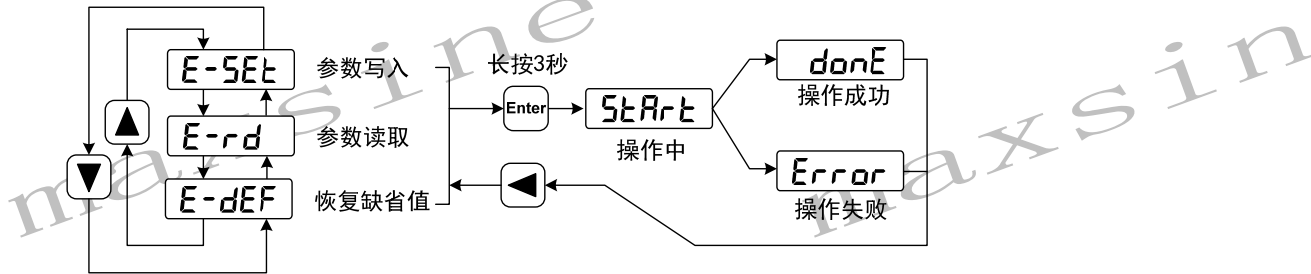 E-SEt 参数写入
E-rd 参数读取
E-dEF 恢复缺省值
长按3秒
Enter
StArt
操作中
donE
操作成功
Error
操作失败
maxsine
maxsin